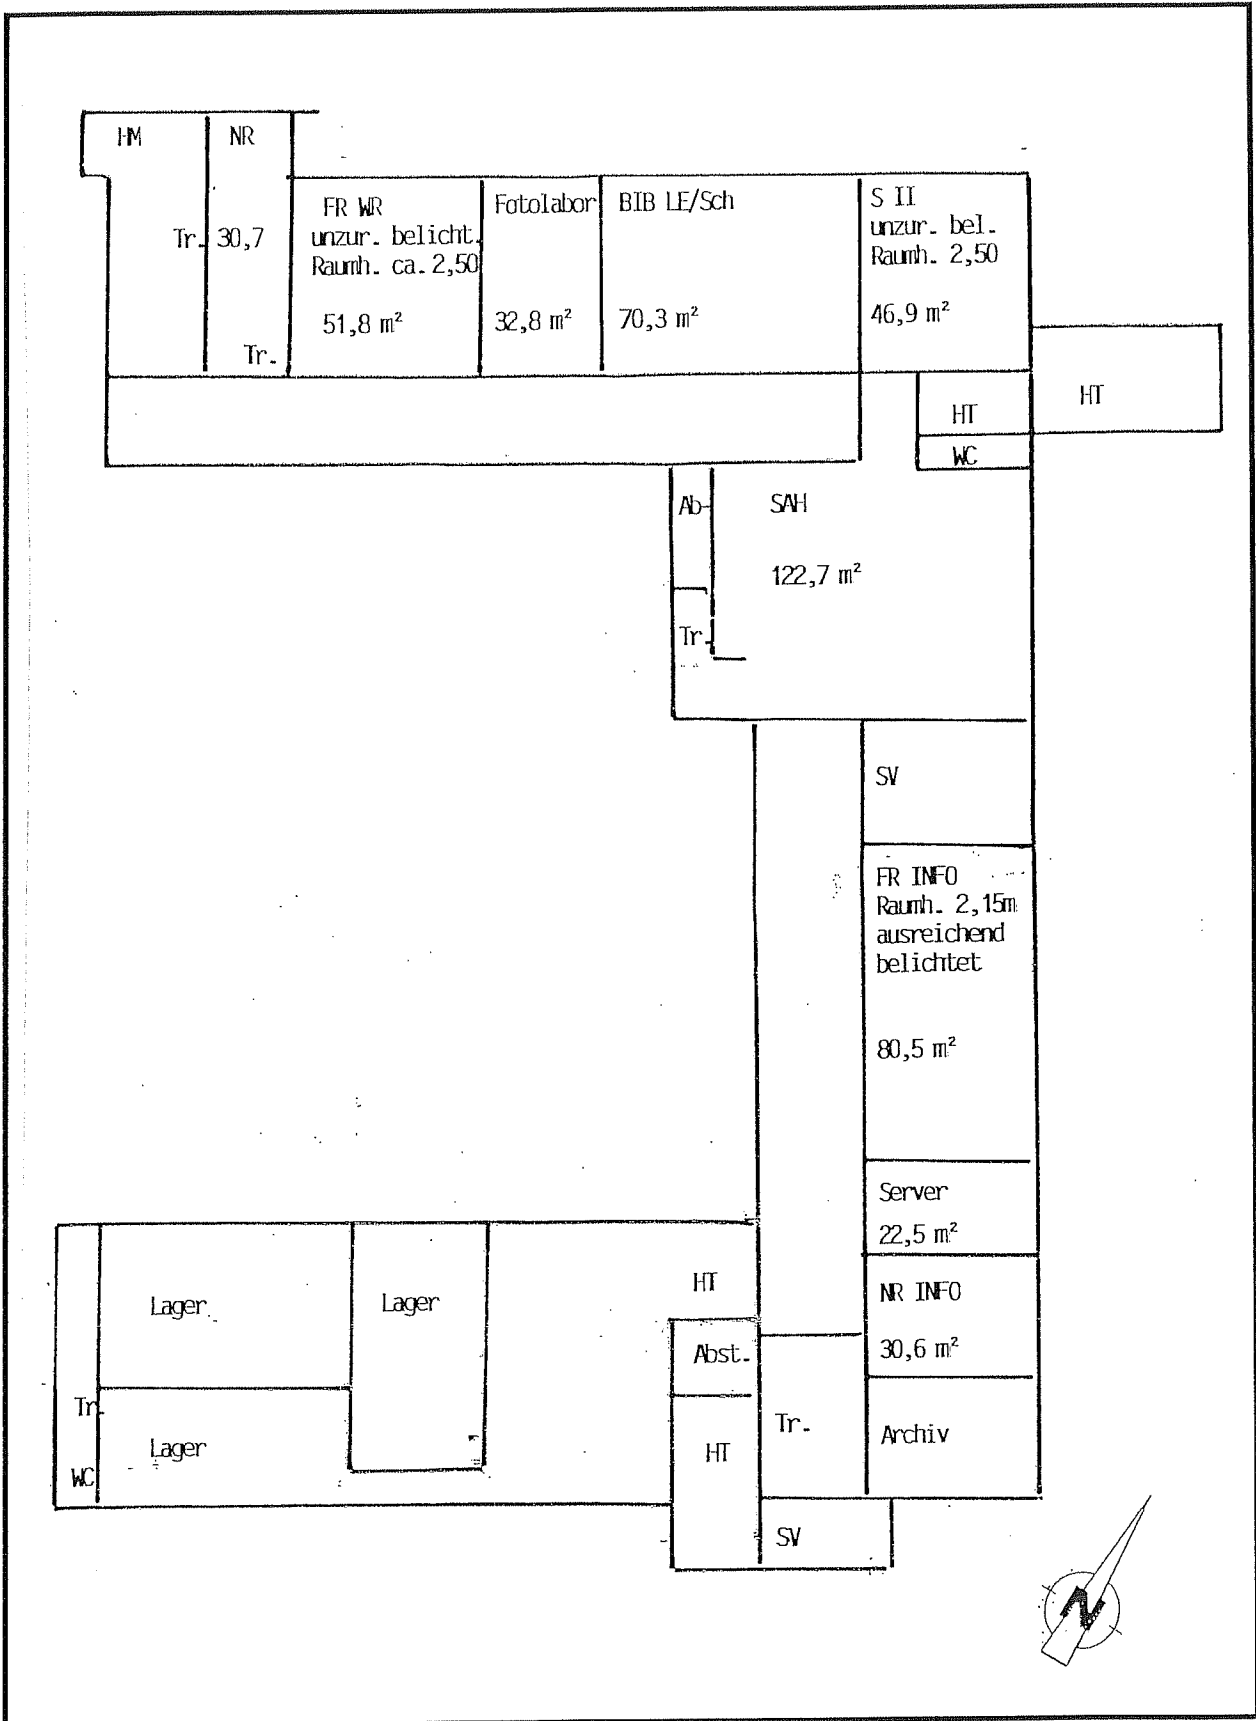 HM
NR
Tr. 30,7
Tr.
FR WR
unzur. belicht.
Raumh. ca. 2,50
51,8 m²
Fotolabor
32,8 m²
BIB LE/Sch
70,3 m²
S II
unzur. bel.
Raumh. 2,50
46,9 m²
HT
HT
WC
Ab-
Tr.
SAH
122,7 m²
SV
FR INFO
Raumh. 2,15m
ausreichend
belichtet
80,5 m²
Server
22,5 m²
NR INFO
30,6 m²
Archiv
Lager
Lager
Lager
Tr.
WC
HT
Abst.
HT
Tr.
SV
N